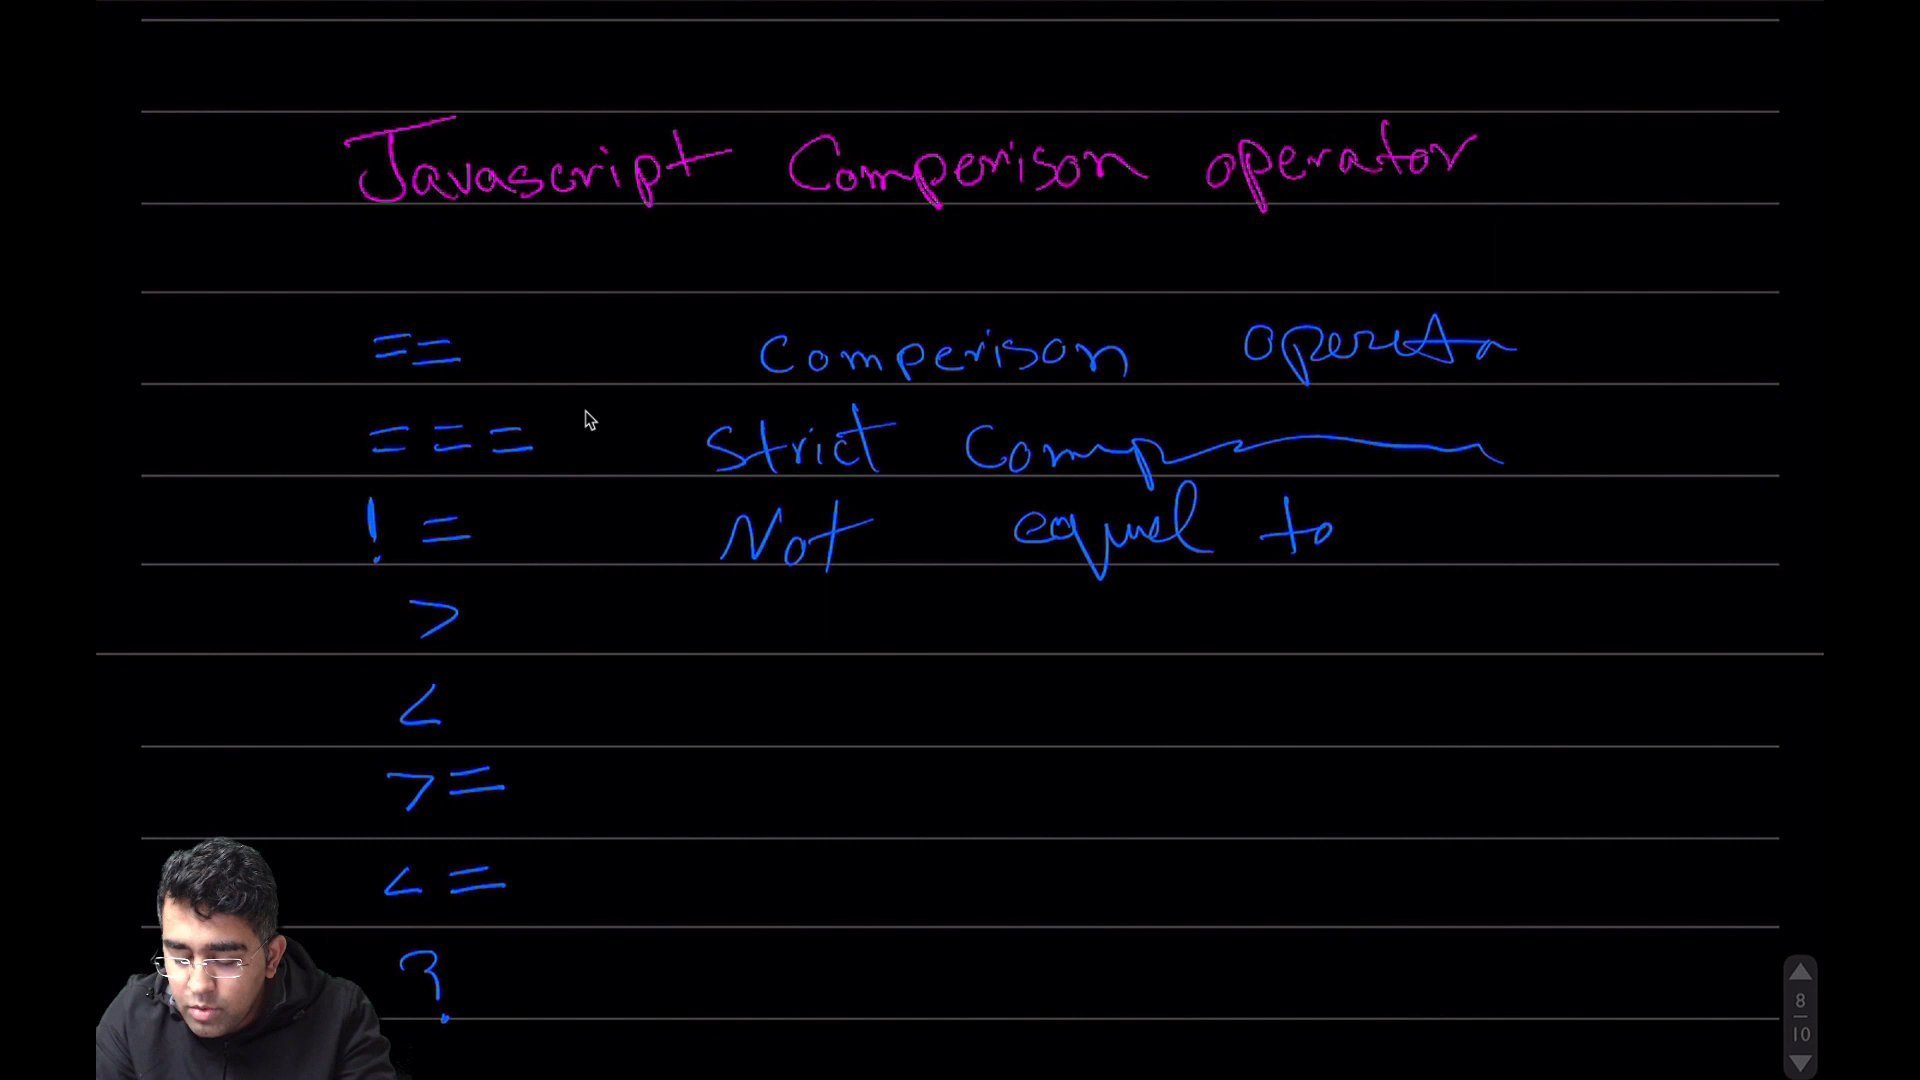 Javascript Comperison operator
== Comperison operator
=== Strict Comp
!= Not equal to
>
<
>=
<=
?
8
10